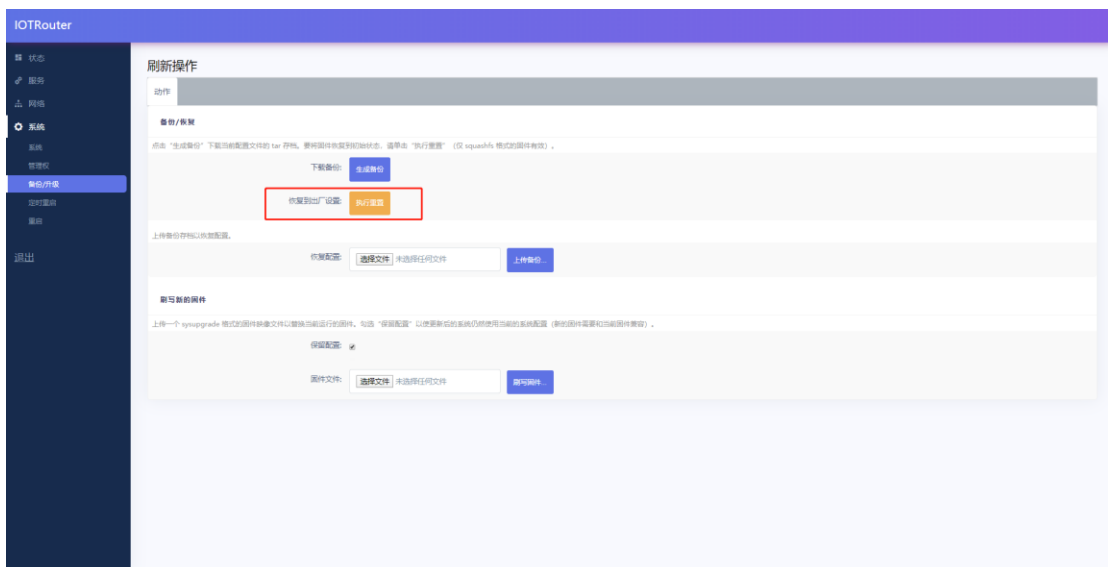 IOTRouter
状态
服务
网络
系统
系统
管理权
备份/升级
定时重启
重启
退出
刷新操作
动作
备份/恢复
点击 "生成备份" 下载当前配置文件的 tar 存档。要将固件恢复到初始状态，请单击 "执行重置" （仅 squashfs 格式的固件有效）。
下载备份: 生成备份
恢复到出厂设置: 执行重置
上传备份存档以恢复配置。
恢复配置: 选择文件 未选择任何文件 上传备份...
刷写新的固件
上传一个 sysupgrade 格式的固件映像文件以替换当前运行的固件。勾选 "保留配置" 以使更新后的系统仍然使用当前的系统配置（新的固件需要和当前固件兼容）。
保留配置:
固件文件: 选择文件 未选择任何文件 刷写固件...